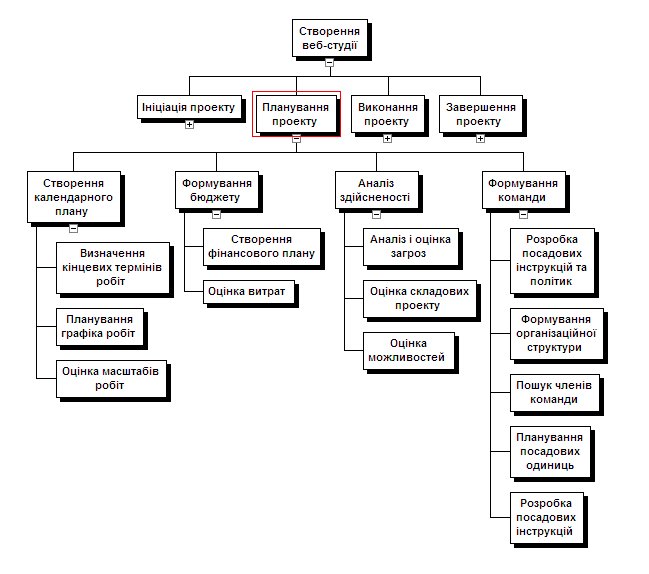 Створення
веб-студії
Ініціація проекту
Планування
проекту
Виконання
проекту
Завершення
проекту
Створення
календарного
плану
Визначення
кінцевих термінів
робіт
Планування
графіка робіт
Оцінка масштабів
робіт
Формування
бюджету
Створення
фінансового плану
Оцінка витрат
Аналіз
здійсненості
Аналіз і оцінка
загроз
Оцінка складових
проекту
Оцінка
можливостей
Формування
команди
Розробка
посадових
інструкцій та
політик
Формування
організаційної
структури
Пошук членів
команди
Планування
посадових
одиниць
Розробка
посадових
інструкцій